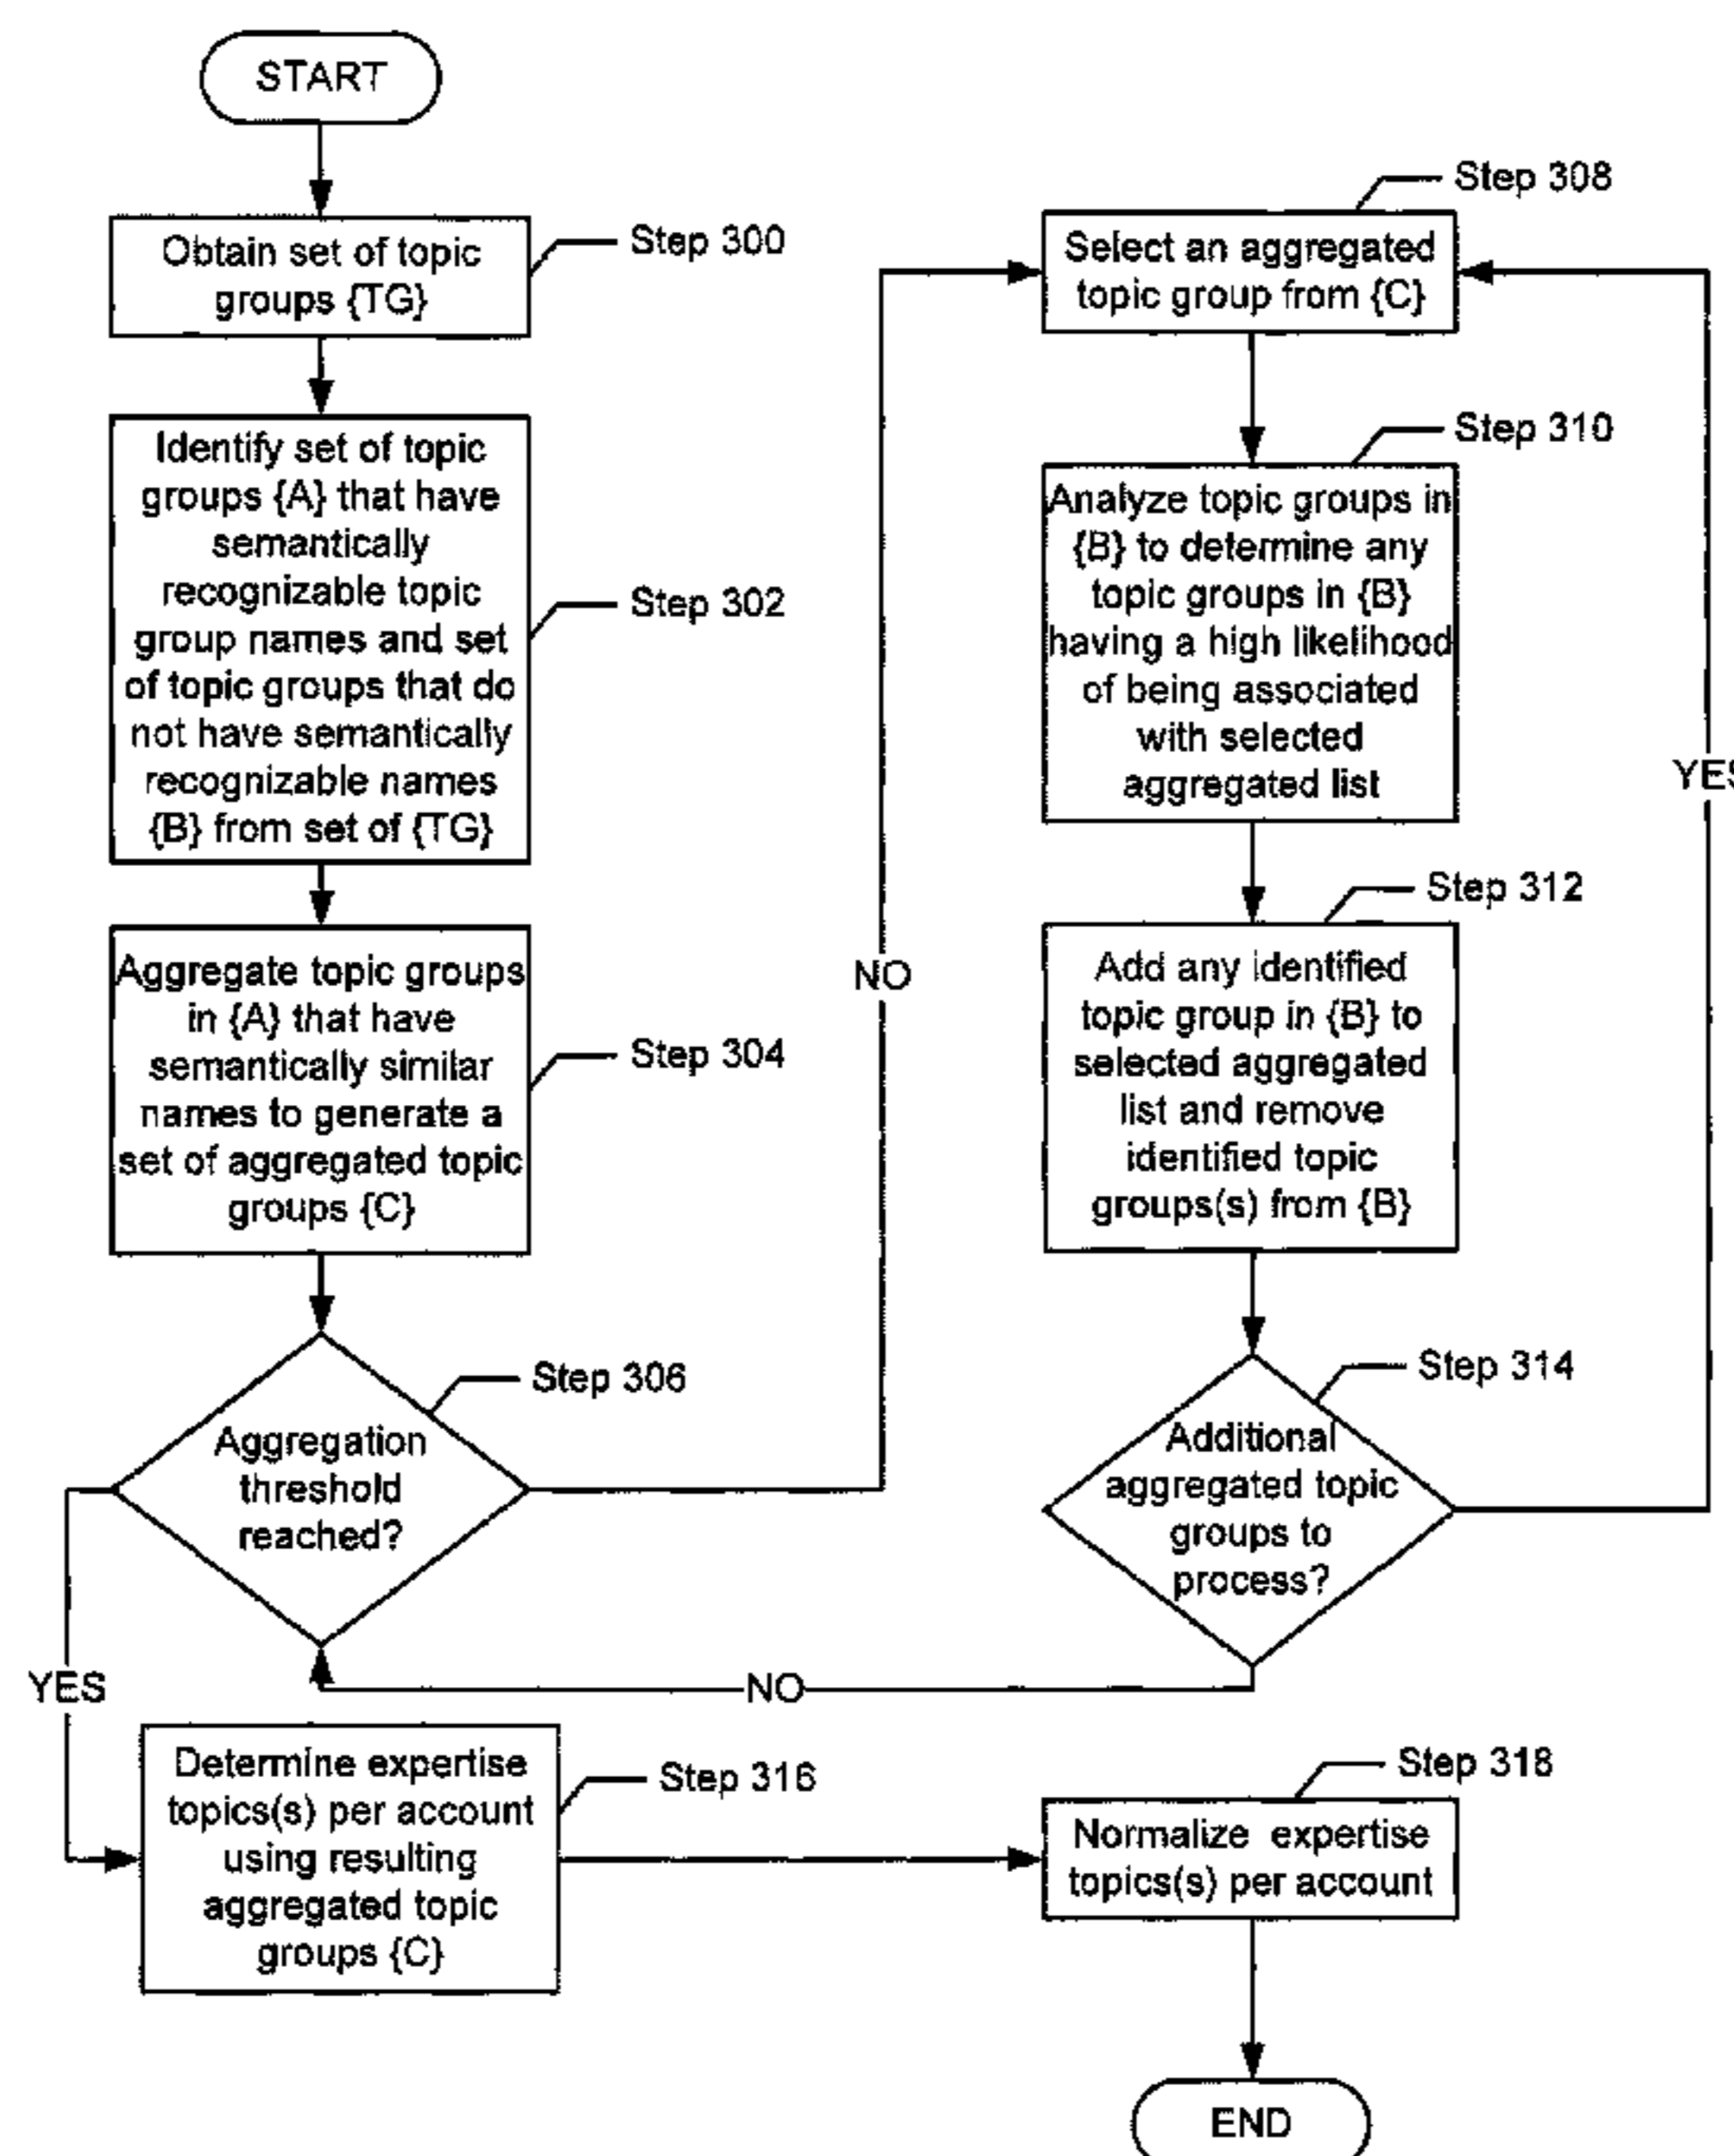 START
Obtain set of topic
groups {TG}
Step 300
Identify set of topic
groups {A} that have
semantically
recognizable topic
group names and set
of topic groups that do
not have semantically
recognizable names
{B} from set of {TG}
Step 302
Aggregate topic groups
in {A} that have
semantically similar
names to generate a
set of aggregated topic
groups {C}
Step 304
Aggregation
threshold
reached?
Step 306
NO
YES
Step 308
Select an aggregated
topic group from {C}
Step 310
Analyze topic groups in
{B} to determine any
topic groups in {B}
having a high likelihood
of being associated
with selected
aggregated list
Step 312
Add any identified
topic group in {B} to
selected aggregated
list and remove
identified topic
groups(s) from {B}
Step 314
Additional
aggregated topic
groups to
process?
YES
NO
Determine expertise
topics(s) per account
using resulting
aggregated topic
groups {C}
Step 316
Step 318
Normalize expertise
topics(s) per account
END